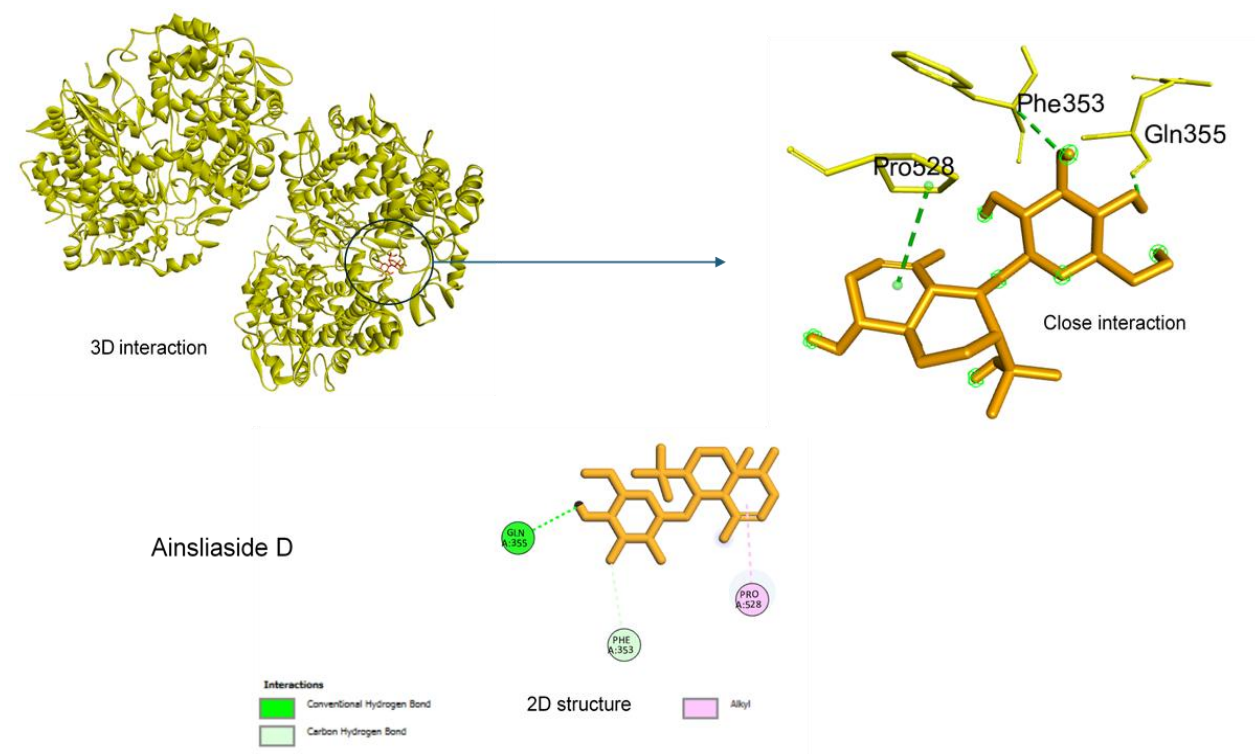 Phe353
Gln355
Pro528
3D interaction
Close interaction
Ainsliaside D
GLN
A:355
PRO
A:528
PHE
A:353
Interactions
Conventional Hydrogen Bond
Carbon Hydrogen Bond
2D structure
Alkyl